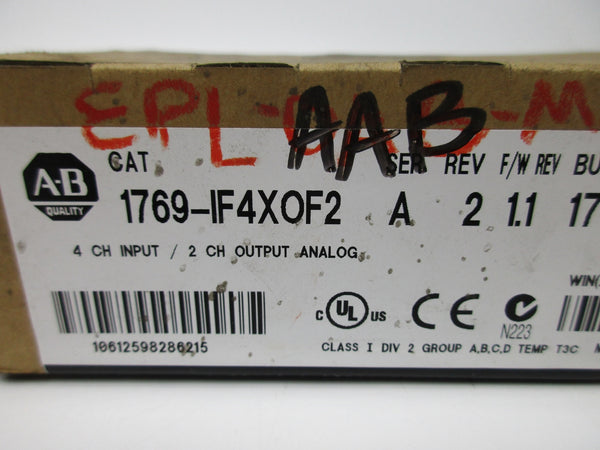 EPL- AAB-M
CAT SER REV F/W REV BU
A-B QUALITY 1769-IF4XOF2 A 2 1.1 17
4 CH INPUT / 2 CH OUTPUT ANALOG
WIN(
c UL US CE N223
10612598286215
CLASS I DIV 2 GROUP A,B,C,D TEMP T3C